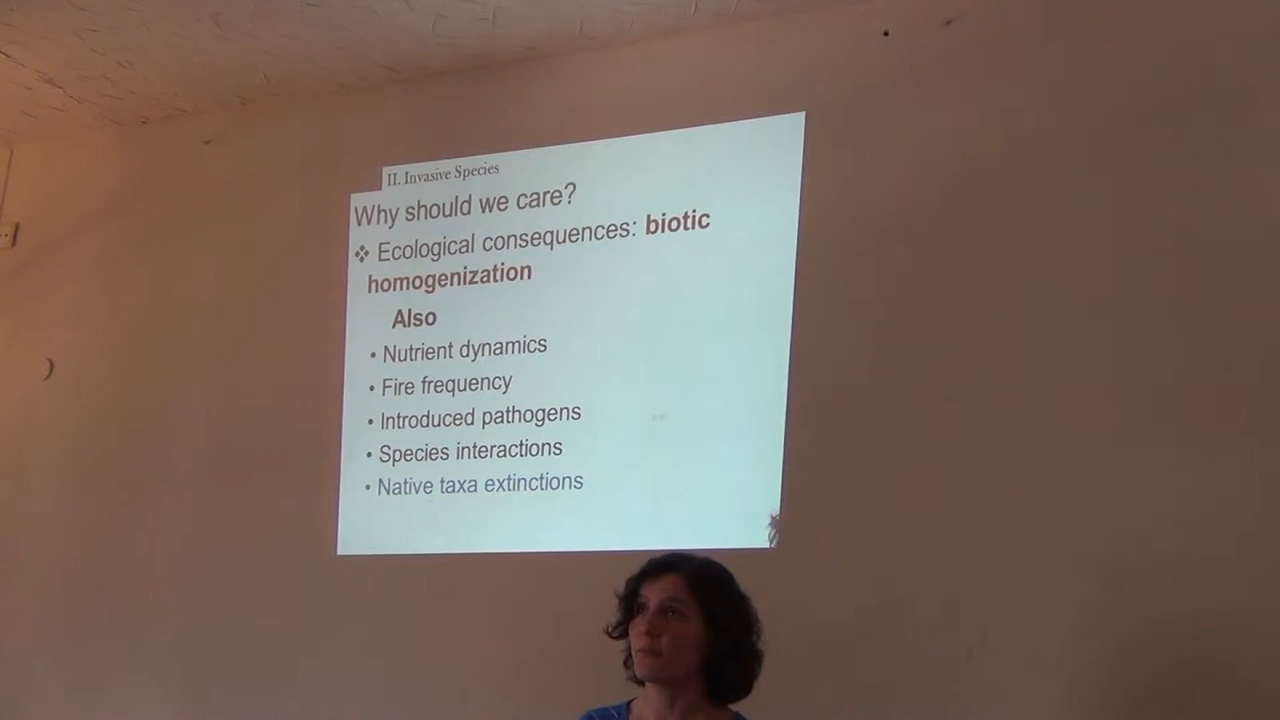 II. Invasive Species
Why should we care?
❖ Ecological consequences: biotic
homogenization
Also
• Nutrient dynamics
• Fire frequency
• Introduced pathogens
• Species interactions
• Native taxa extinctions